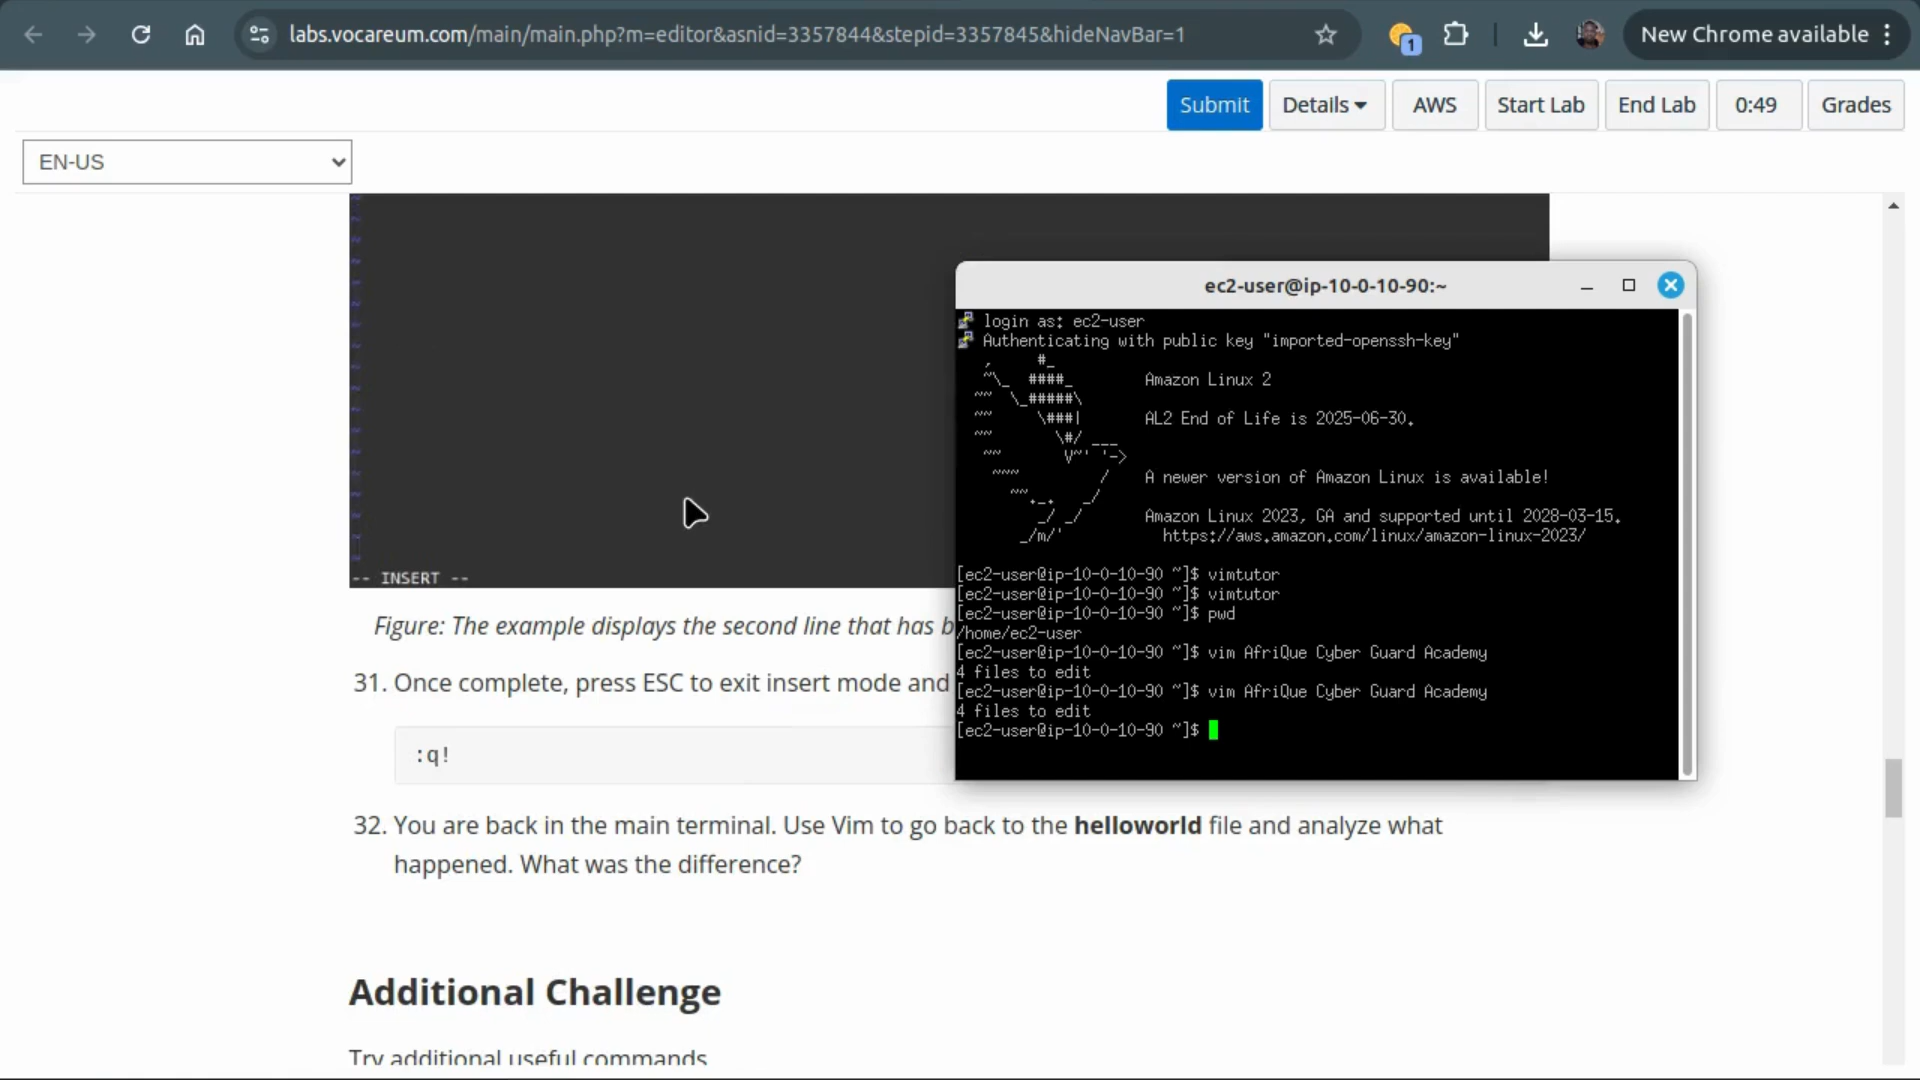 labs.vocareum.com/main/main.php?m=editor&asnid=3357844&stepid=3357845&hideNavBar=1
1
New Chrome available
Submit
Details
AWS
Start Lab
End Lab
0:49
Grades
EN-US
-- INSERT --
Figure: The example displays the second line that has b
31. Once complete, press ESC to exit insert mode and
:q!
32. You are back in the main terminal. Use Vim to go back to the helloworld file and analyze what
happened. What was the difference?
Additional Challenge
Try additional useful commands
ec2-user@ip-10-0-10-90:~
login as: ec2-user
Authenticating with public key "imported-openssh-key"
   ,     #_
   ~\_  ####_        Amazon Linux 2
  ~~  \_#####\
  ~~     \###|       AL2 End of Life is 2025-06-30.
  ~~       \#/ ___
   ~~       V~' '->
    ~~~         /    A newer version of Amazon Linux is available!
      ~~._.   _/
         _/ _/       Amazon Linux 2023, GA and supported until 2028-03-15.
       _/m/'           https://aws.amazon.com/linux/amazon-linux-2023/
[ec2-user@ip-10-0-10-90 ~]$ vimtutor
[ec2-user@ip-10-0-10-90 ~]$ vimtutor
[ec2-user@ip-10-0-10-90 ~]$ pwd
/home/ec2-user
[ec2-user@ip-10-0-10-90 ~]$ vim AfriQue Cyber Guard Academy
4 files to edit
[ec2-user@ip-10-0-10-90 ~]$ vim AfriQue Cyber Guard Academy
4 files to edit
[ec2-user@ip-10-0-10-90 ~]$